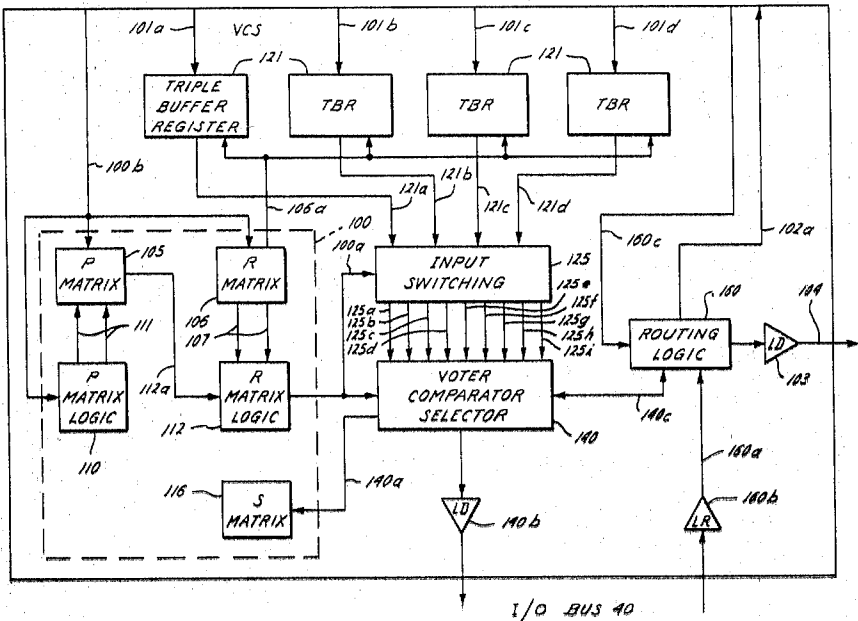 101a
VCS
101b
101c
101d
121
121
TRIPLE
BUFFER
REGISTER
TBR
TBR
TBR
100b
106a
121a
121b
121c
121d
160c
102a
100
100a
P
MATRIX
105
R
MATRIX
106
INPUT
SWITCHING
125
125a
125b
125c
125d
125e
125f
125g
125h
125i
111
107
112a
P
MATRIX
LOGIC
110
R
MATRIX
LOGIC
112
VOTER
COMPARATOR
SELECTOR
140
160
ROUTING
LOGIC
LD
103
104
140c
160a
116
S
MATRIX
140a
LD
140b
LR
160b
I/O BUS 40